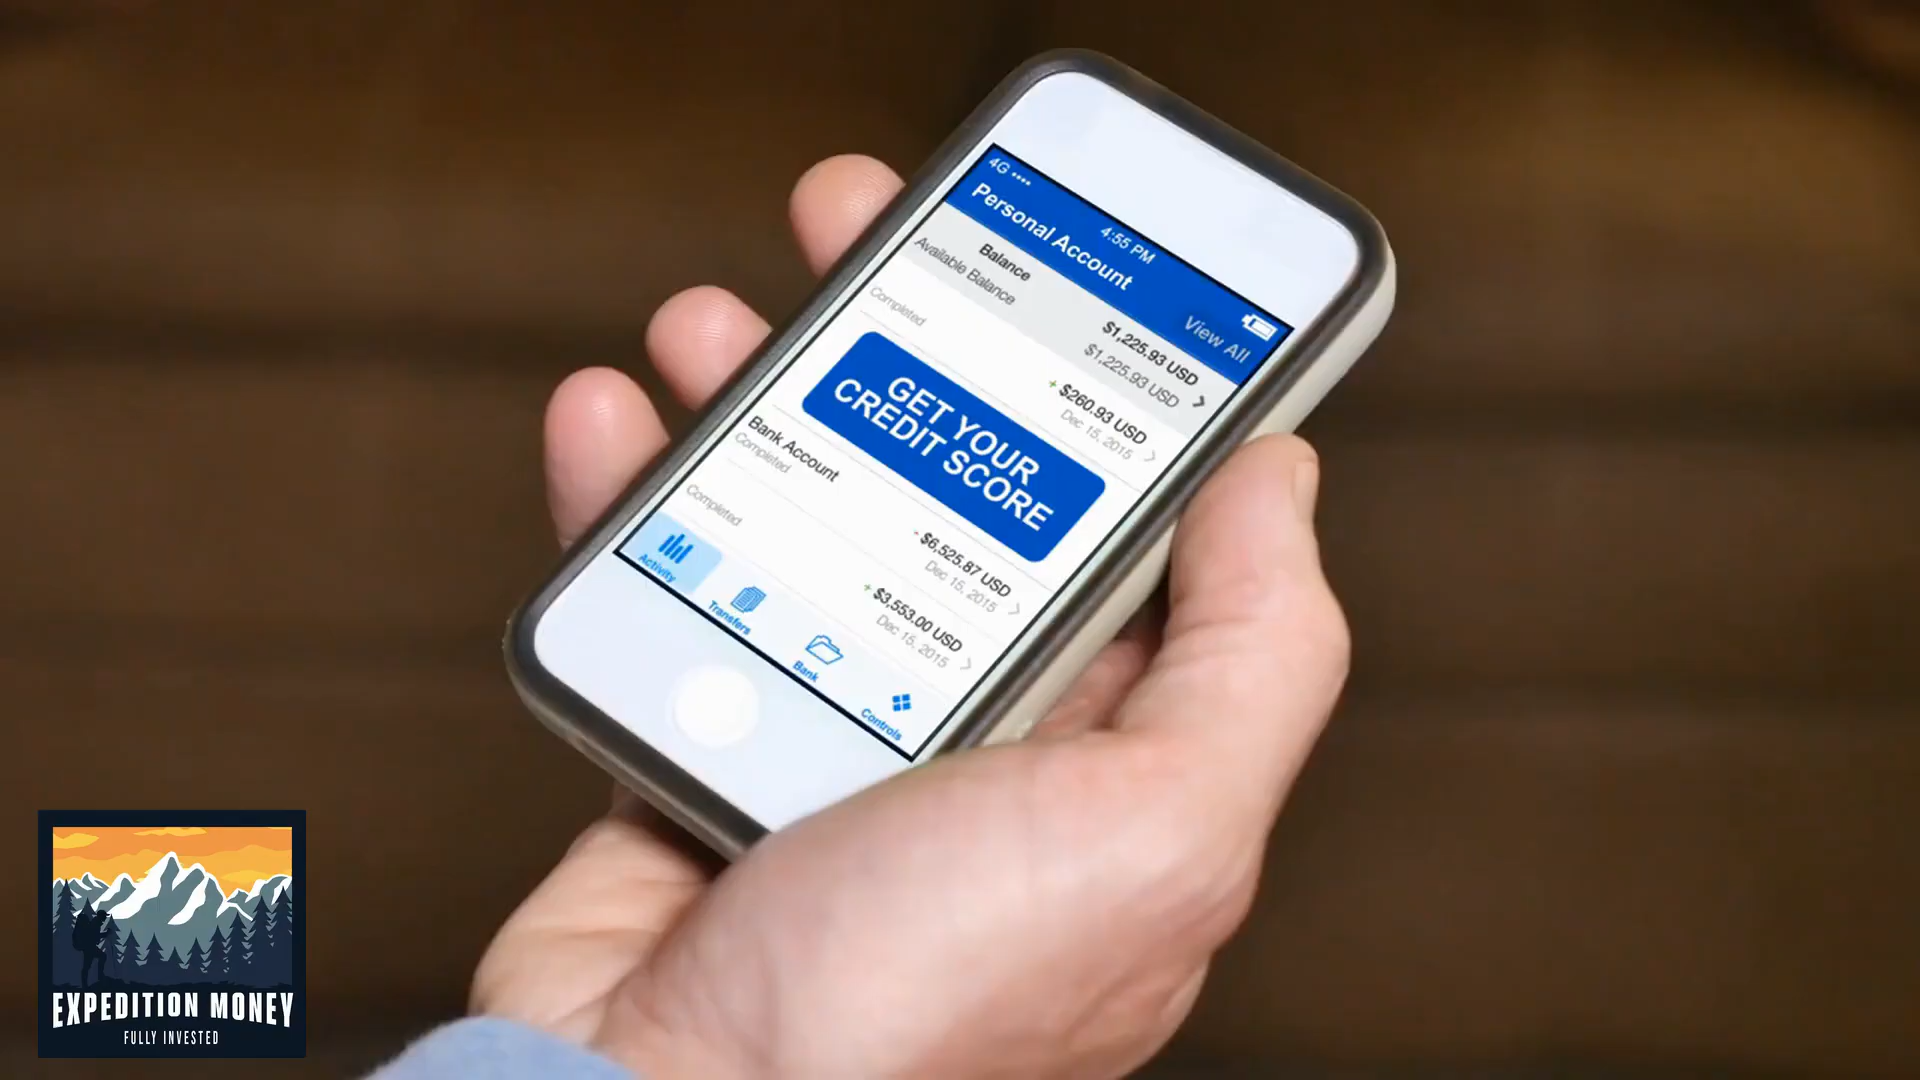 4G
4:55 PM
Personal Account
View All
Balance
$1,225.93 USD
Available Balance
$1,225.93 USD
+ $260.93 USD
Completed
Dec 15, 2015
GET YOUR
CREDIT SCORE
Bank Account
- $6,525.87 USD
Completed
Dec 15, 2015
+ $3,553.00 USD
Completed
Dec 15, 2015
Activity
Transfers
Bank
Controls
EXPEDITION MONEY
FULLY INVESTED